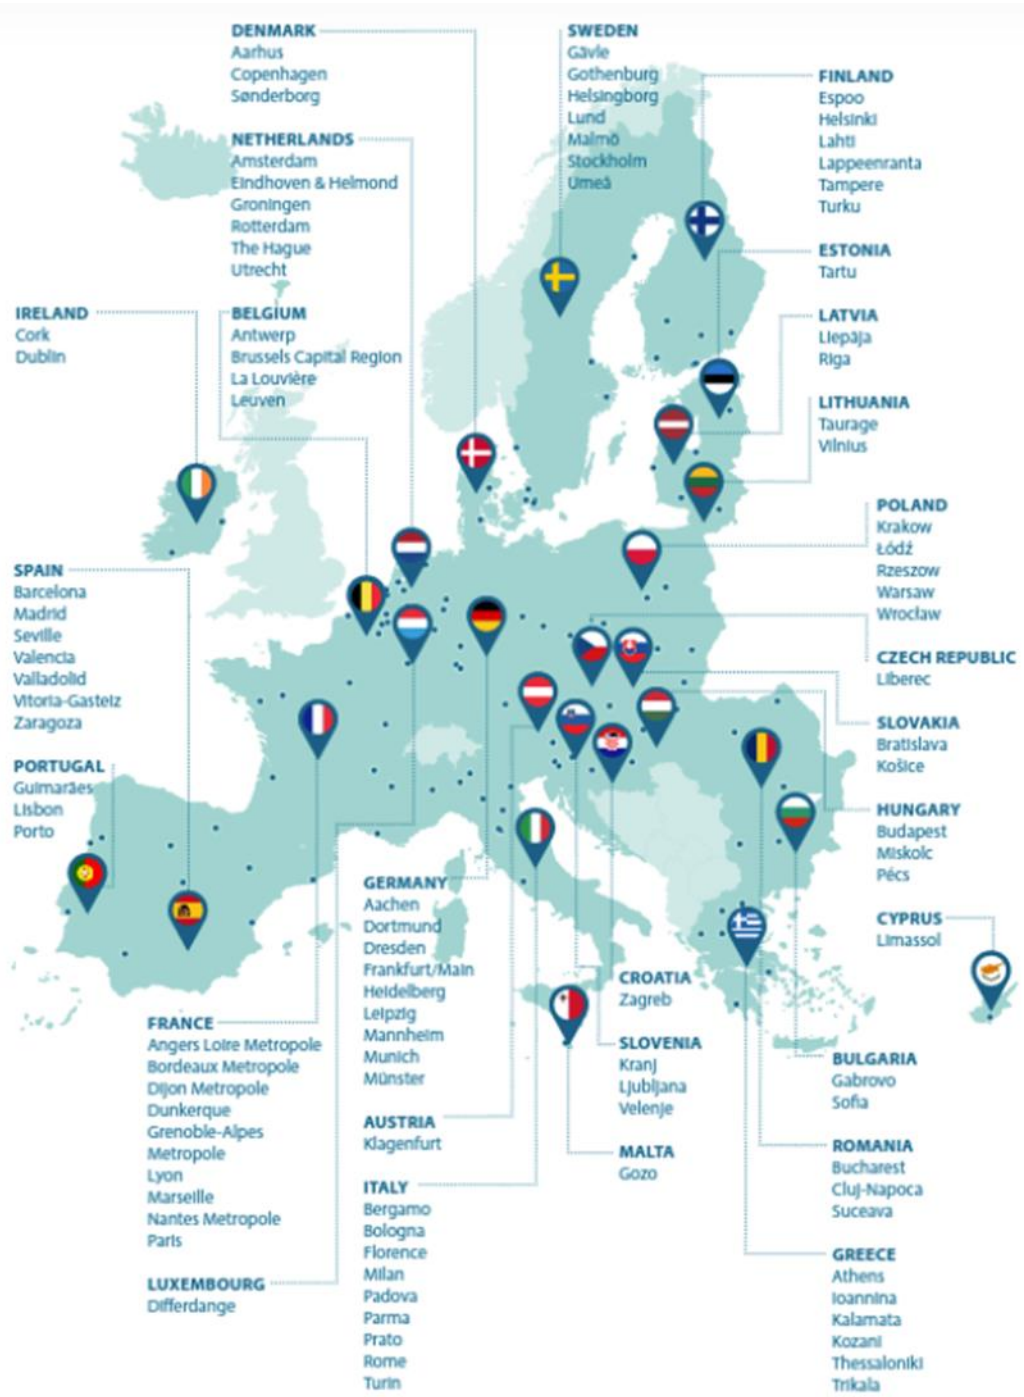 DENMARK
Aarhus
Copenhagen
Sønderborg
NETHERLANDS
Amsterdam
Eindhoven & Helmond
Groningen
Rotterdam
The Hague
Utrecht
IRELAND
Cork
Dublin
BELGIUM
Antwerp
Brussels Capital Region
La Louvière
Leuven
SWEDEN
Gävle
Gothenburg
Helsingborg
Lund
Malmö
Stockholm
Umeå
FINLAND
Espoo
Helsinki
Lahti
Lappeenranta
Tampere
Turku
ESTONIA
Tartu
LATVIA
Liepāja
Riga
LITHUANIA
Taurage
Vilnius
POLAND
Krakow
Łódź
Rzeszow
Warsaw
Wrocław
CZECH REPUBLIC
Liberec
SLOVAKIA
Bratislava
Košice
HUNGARY
Budapest
Miskolc
Pécs
CYPRUS
Limassol
SPAIN
Barcelona
Madrid
Seville
Valencia
Valladolid
Vitoria-Gasteiz
Zaragoza
PORTUGAL
Guimarães
Lisbon
Porto
FRANCE
Angers Loire Metropole
Bordeaux Metropole
Dijon Metropole
Dunkerque
Grenoble-Alpes
Metropole
Lyon
Marseille
Nantes Metropole
Paris
LUXEMBOURG
Differdange
GERMANY
Aachen
Dortmund
Dresden
Frankfurt/Main
Heidelberg
Leipzig
Mannheim
Munich
Münster
AUSTRIA
Klagenfurt
ITALY
Bergamo
Bologna
Florence
Milan
Padova
Parma
Prato
Rome
Turin
CROATIA
Zagreb
SLOVENIA
Kranj
Ljubljana
Velenje
MALTA
Gozo
BULGARIA
Gabrovo
Sofia
ROMANIA
Bucharest
Cluj-Napoca
Suceava
GREECE
Athens
Ioannina
Kalamata
Kozani
Thessaloniki
Trikala